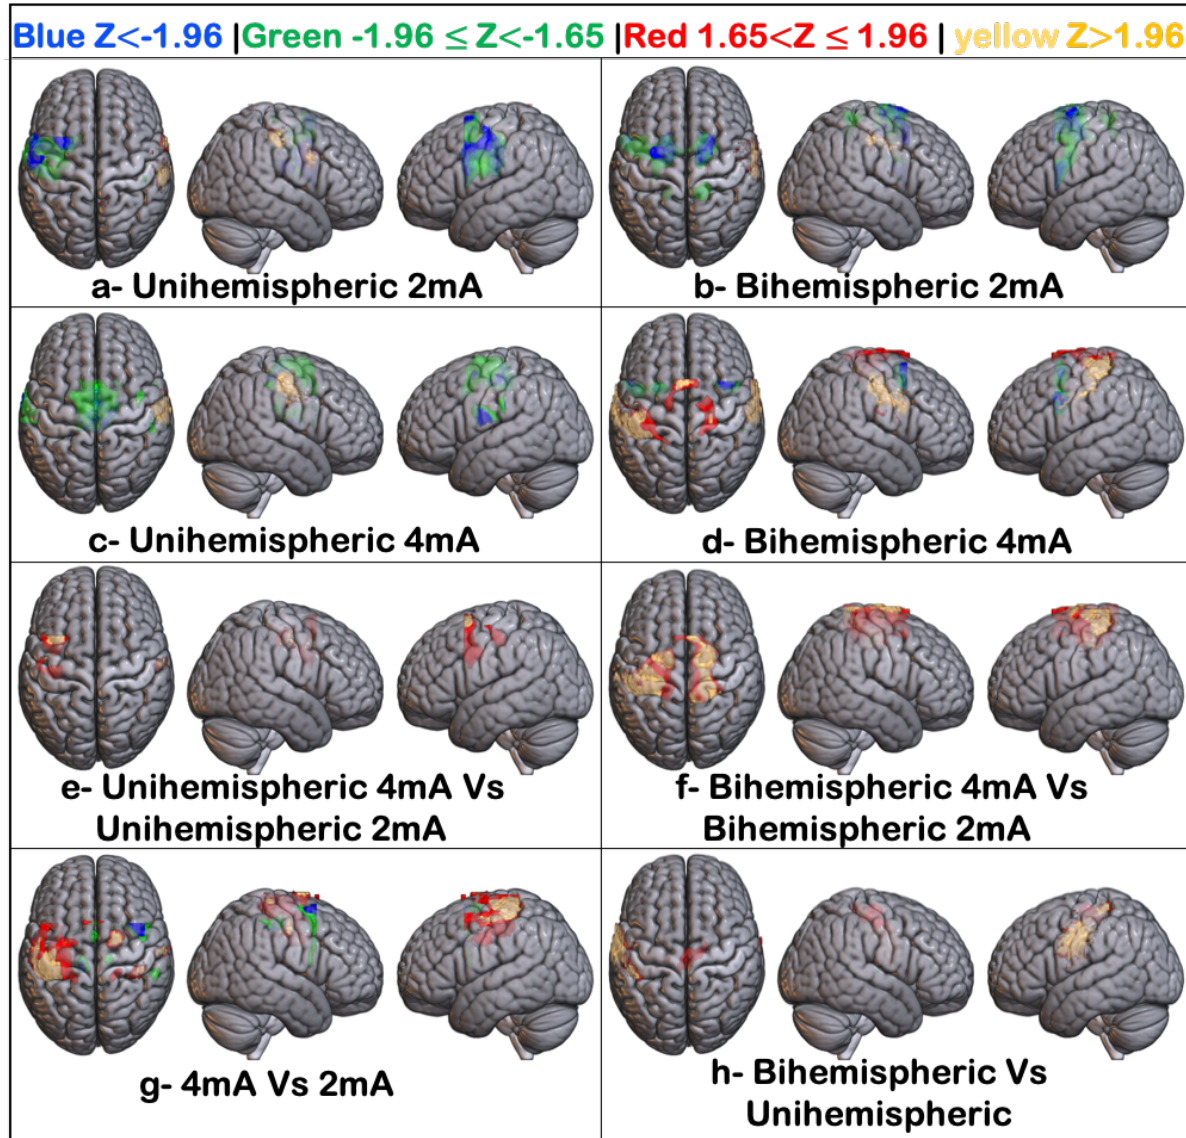 Blue Z<-1.96 |Green -1.96 ≤ Z<-1.65 |Red 1.65<Z ≤ 1.96 | yellow Z>1.96
a- Unihemispheric 2mA
b- Bihemispheric 2mA
c- Unihemispheric 4mA
d- Bihemispheric 4mA
e- Unihemispheric 4mA Vs
Unihemispheric 2mA
f- Bihemispheric 4mA Vs
Bihemispheric 2mA
g- 4mA Vs 2mA
h- Bihemispheric Vs
Unihemispheric